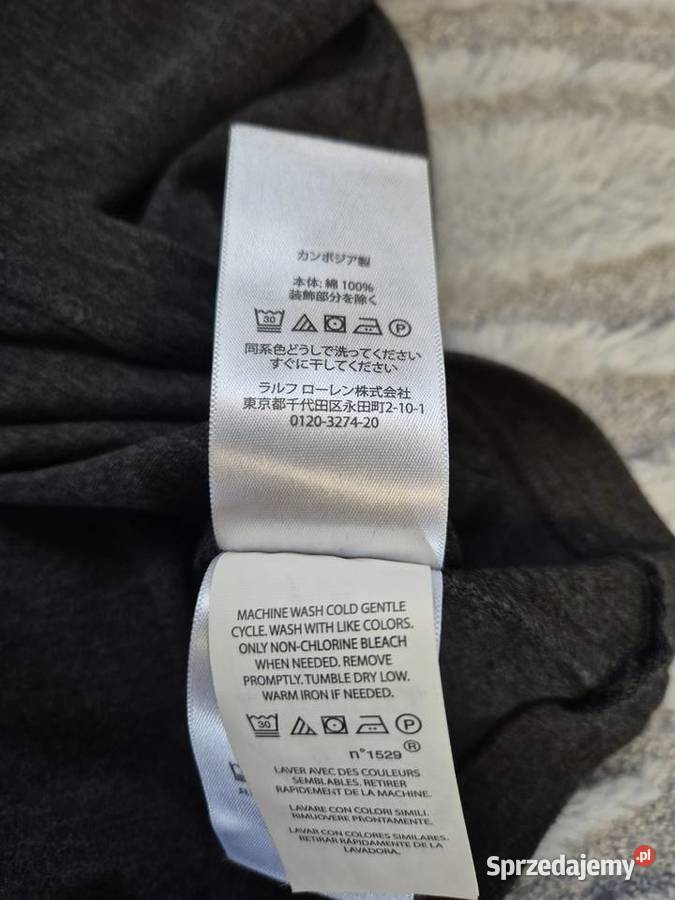 カンボジア製
本体: 綿 100%
装飾部分を除く
30 P
同系色どうしで洗ってください
すぐに干してください
ラルフ ローレン株式会社
東京都千代田区永田町2-10-1
0120-3274-20
MACHINE WASH COLD GENTLE
CYCLE. WASH WITH LIKE COLORS.
ONLY NON-CHLORINE BLEACH
WHEN NEEDED. REMOVE
PROMPTLY. TUMBLE DRY LOW.
WARM IRON IF NEEDED.
30 P
n°1529 ®
LAVER AVEC DES COULEURS
SEMBLABLES. RETIRER
RAPIDEMENT DE LA MACHINE.
LAVARE CON COLORI SIMILI.
RIMUOVERE PRONTAMENTE.
LAVAR CON COLORES SIMILARES.
RETIRAR RÁPIDAMENTE DE LA
LAVADORA.
Sprzedajemy.pl